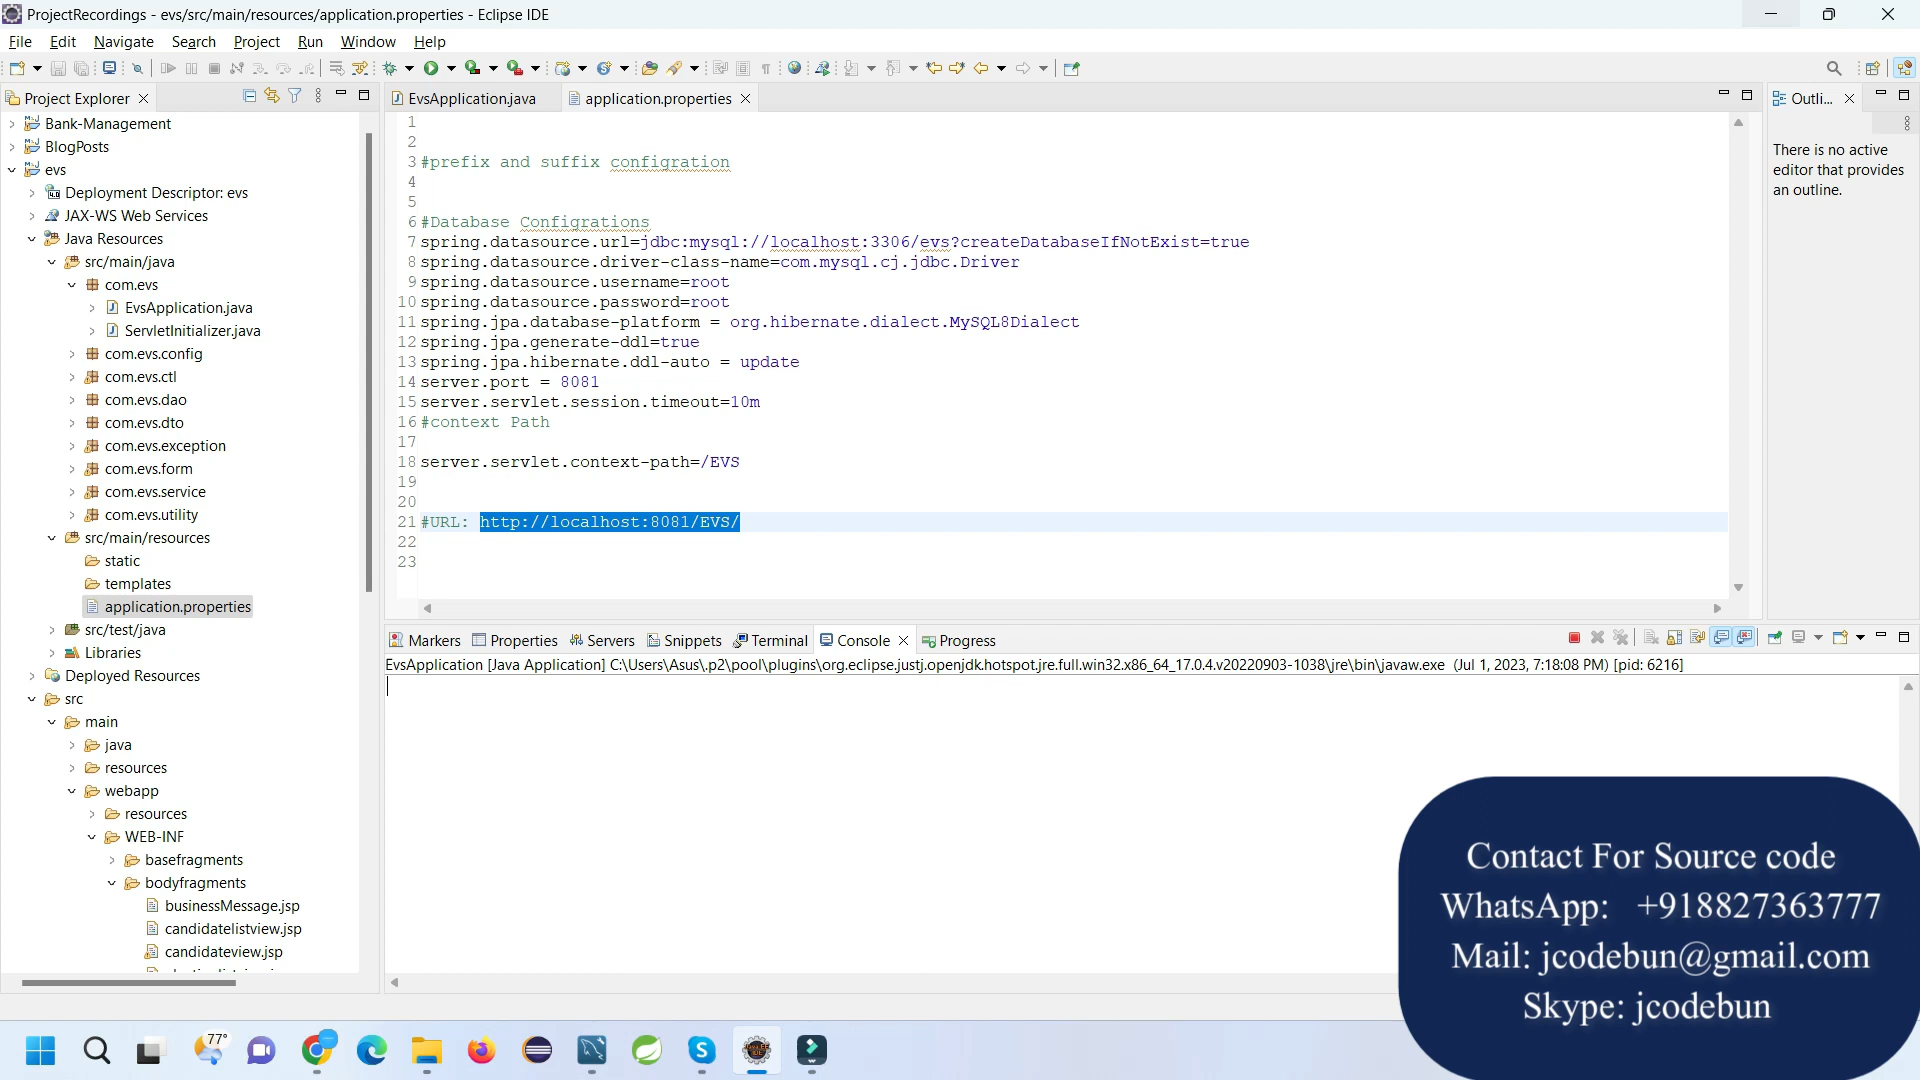 ProjectRecordings - evs/src/main/resources/application.properties - Eclipse IDE
File Edit Navigate Search Project Run Window Help
Project Explorer
Bank-Management
BlogPosts
evs
Deployment Descriptor: evs
JAX-WS Web Services
Java Resources
src/main/java
com.evs
EvsApplication.java
ServletInitializer.java
com.evs.config
com.evs.ctl
com.evs.dao
com.evs.dto
com.evs.exception
com.evs.form
com.evs.service
com.evs.utility
src/main/resources
static
templates
application.properties
src/test/java
Libraries
Deployed Resources
src
main
java
resources
webapp
resources
WEB-INF
basefragments
bodyfragments
businessMessage.jsp
candidatelistview.jsp
candidateview.jsp
EvsApplication.java application.properties
1
2
3 #prefix and suffix configration
4
5
6 #Database Configrations
7 spring.datasource.url=jdbc:mysql://localhost:3306/evs?createDatabaseIfNotExist=true
8 spring.datasource.driver-class-name=com.mysql.cj.jdbc.Driver
9 spring.datasource.username=root
10 spring.datasource.password=root
11 spring.jpa.database-platform = org.hibernate.dialect.MySQL8Dialect
12 spring.jpa.generate-ddl=true
13 spring.jpa.hibernate.ddl-auto = update
14 server.port = 8081
15 server.servlet.session.timeout=10m
16 #context Path
17
18 server.servlet.context-path=/EVS
19
20
21 #URL: http://localhost:8081/EVS/
22
23
Outli...
There is no active
editor that provides
an outline.
Markers Properties Servers Snippets Terminal Console Progress
EvsApplication [Java Application] C:\Users\Asus\.p2\pool\plugins\org.eclipse.justj.openjdk.hotspot.jre.full.win32.x86_64_17.0.4.v20220903-1038\jre\bin\javaw.exe (Jul 1, 2023, 7:18:08 PM) [pid: 6216]
Contact For Source code
WhatsApp: +918827363777
Mail: jcodebun@gmail.com
Skype: jcodebun
77°